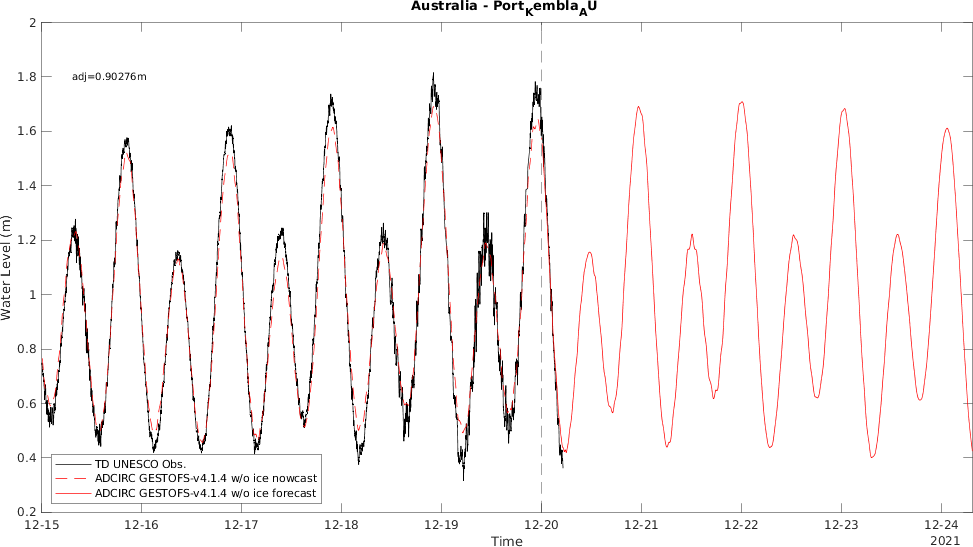 Australia - Port_Kembla_AU
2
1.8
1.6
1.4
1.2
1
0.8
0.6
0.4
0.2
Water Level (m)
adj=0.90276m
TD UNESCO Obs.
ADCIRC GESTOFS-v4.1.4 w/o ice nowcast
ADCIRC GESTOFS-v4.1.4 w/o ice forecast
12-15 12-16 12-17 12-18 12-19 12-20 12-21 12-22 12-23 12-24
Time
2021